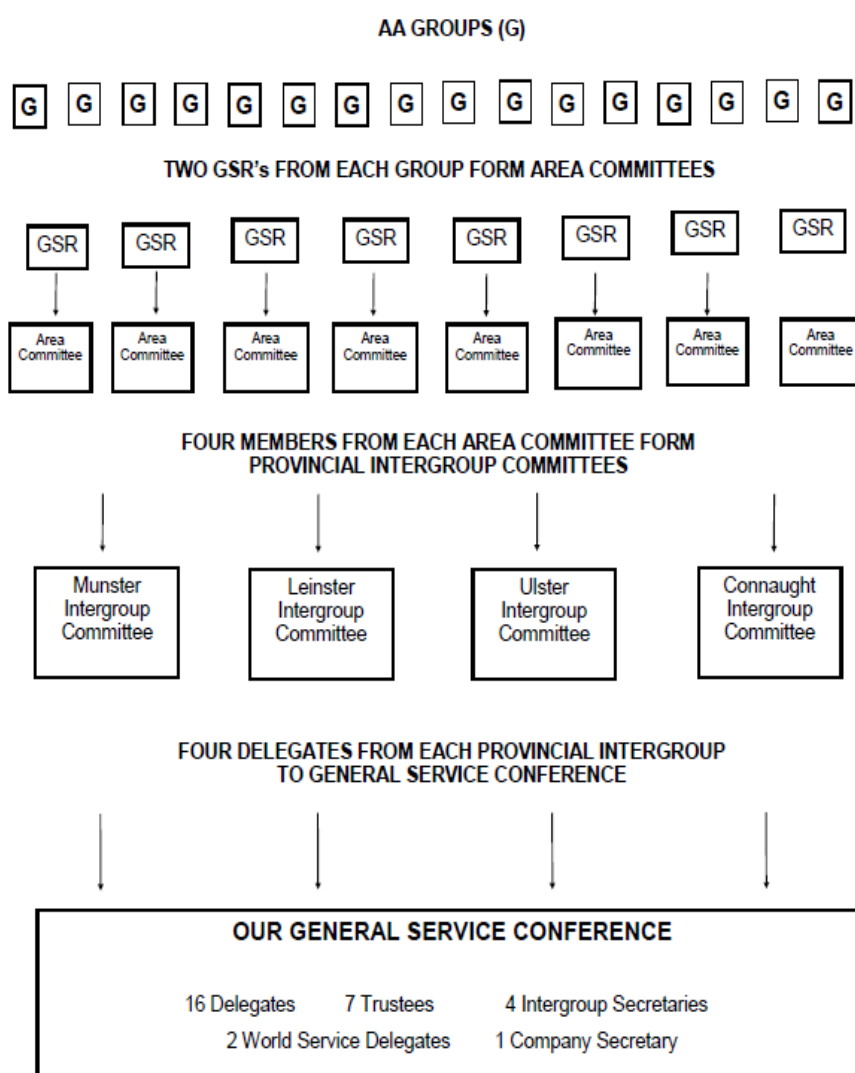 AA GROUPS (G)
G G G G G G G G G G G G G G G G
TWO GSR's FROM EACH GROUP FORM AREA COMMITTEES
GSR GSR GSR GSR GSR GSR GSR GSR
Area Area Area Area Area Area Area Area
Committee Committee Committee Committee Committee Committee Committee Committee
FOUR MEMBERS FROM EACH AREA COMMITTEE FORM
PROVINCIAL INTERGROUP COMMITTEES
Munster
Intergroup
Committee
Leinster
Intergroup
Committee
Ulster
Intergroup
Committee
Connaught
Intergroup
Committee
FOUR DELEGATES FROM EACH PROVINCIAL INTERGROUP
TO GENERAL SERVICE CONFERENCE
OUR GENERAL SERVICE CONFERENCE
16 Delegates 7 Trustees 4 Intergroup Secretaries
2 World Service Delegates 1 Company Secretary